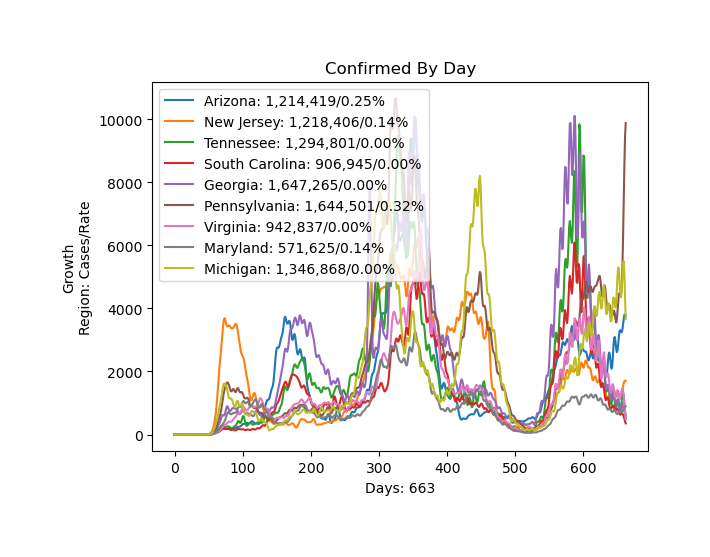 Confirmed By Day
Growth
Region: Cases/Rate
10000
8000
6000
4000
2000
0
Arizona: 1,214,419/0.25%
New Jersey: 1,218,406/0.14%
Tennessee: 1,294,801/0.00%
South Carolina: 906,945/0.00%
Georgia: 1,647,265/0.00%
Pennsylvania: 1,644,501/0.32%
Virginia: 942,837/0.00%
Maryland: 571,625/0.14%
Michigan: 1,346,868/0.00%
0 100 200 300 400 500 600
Days: 663